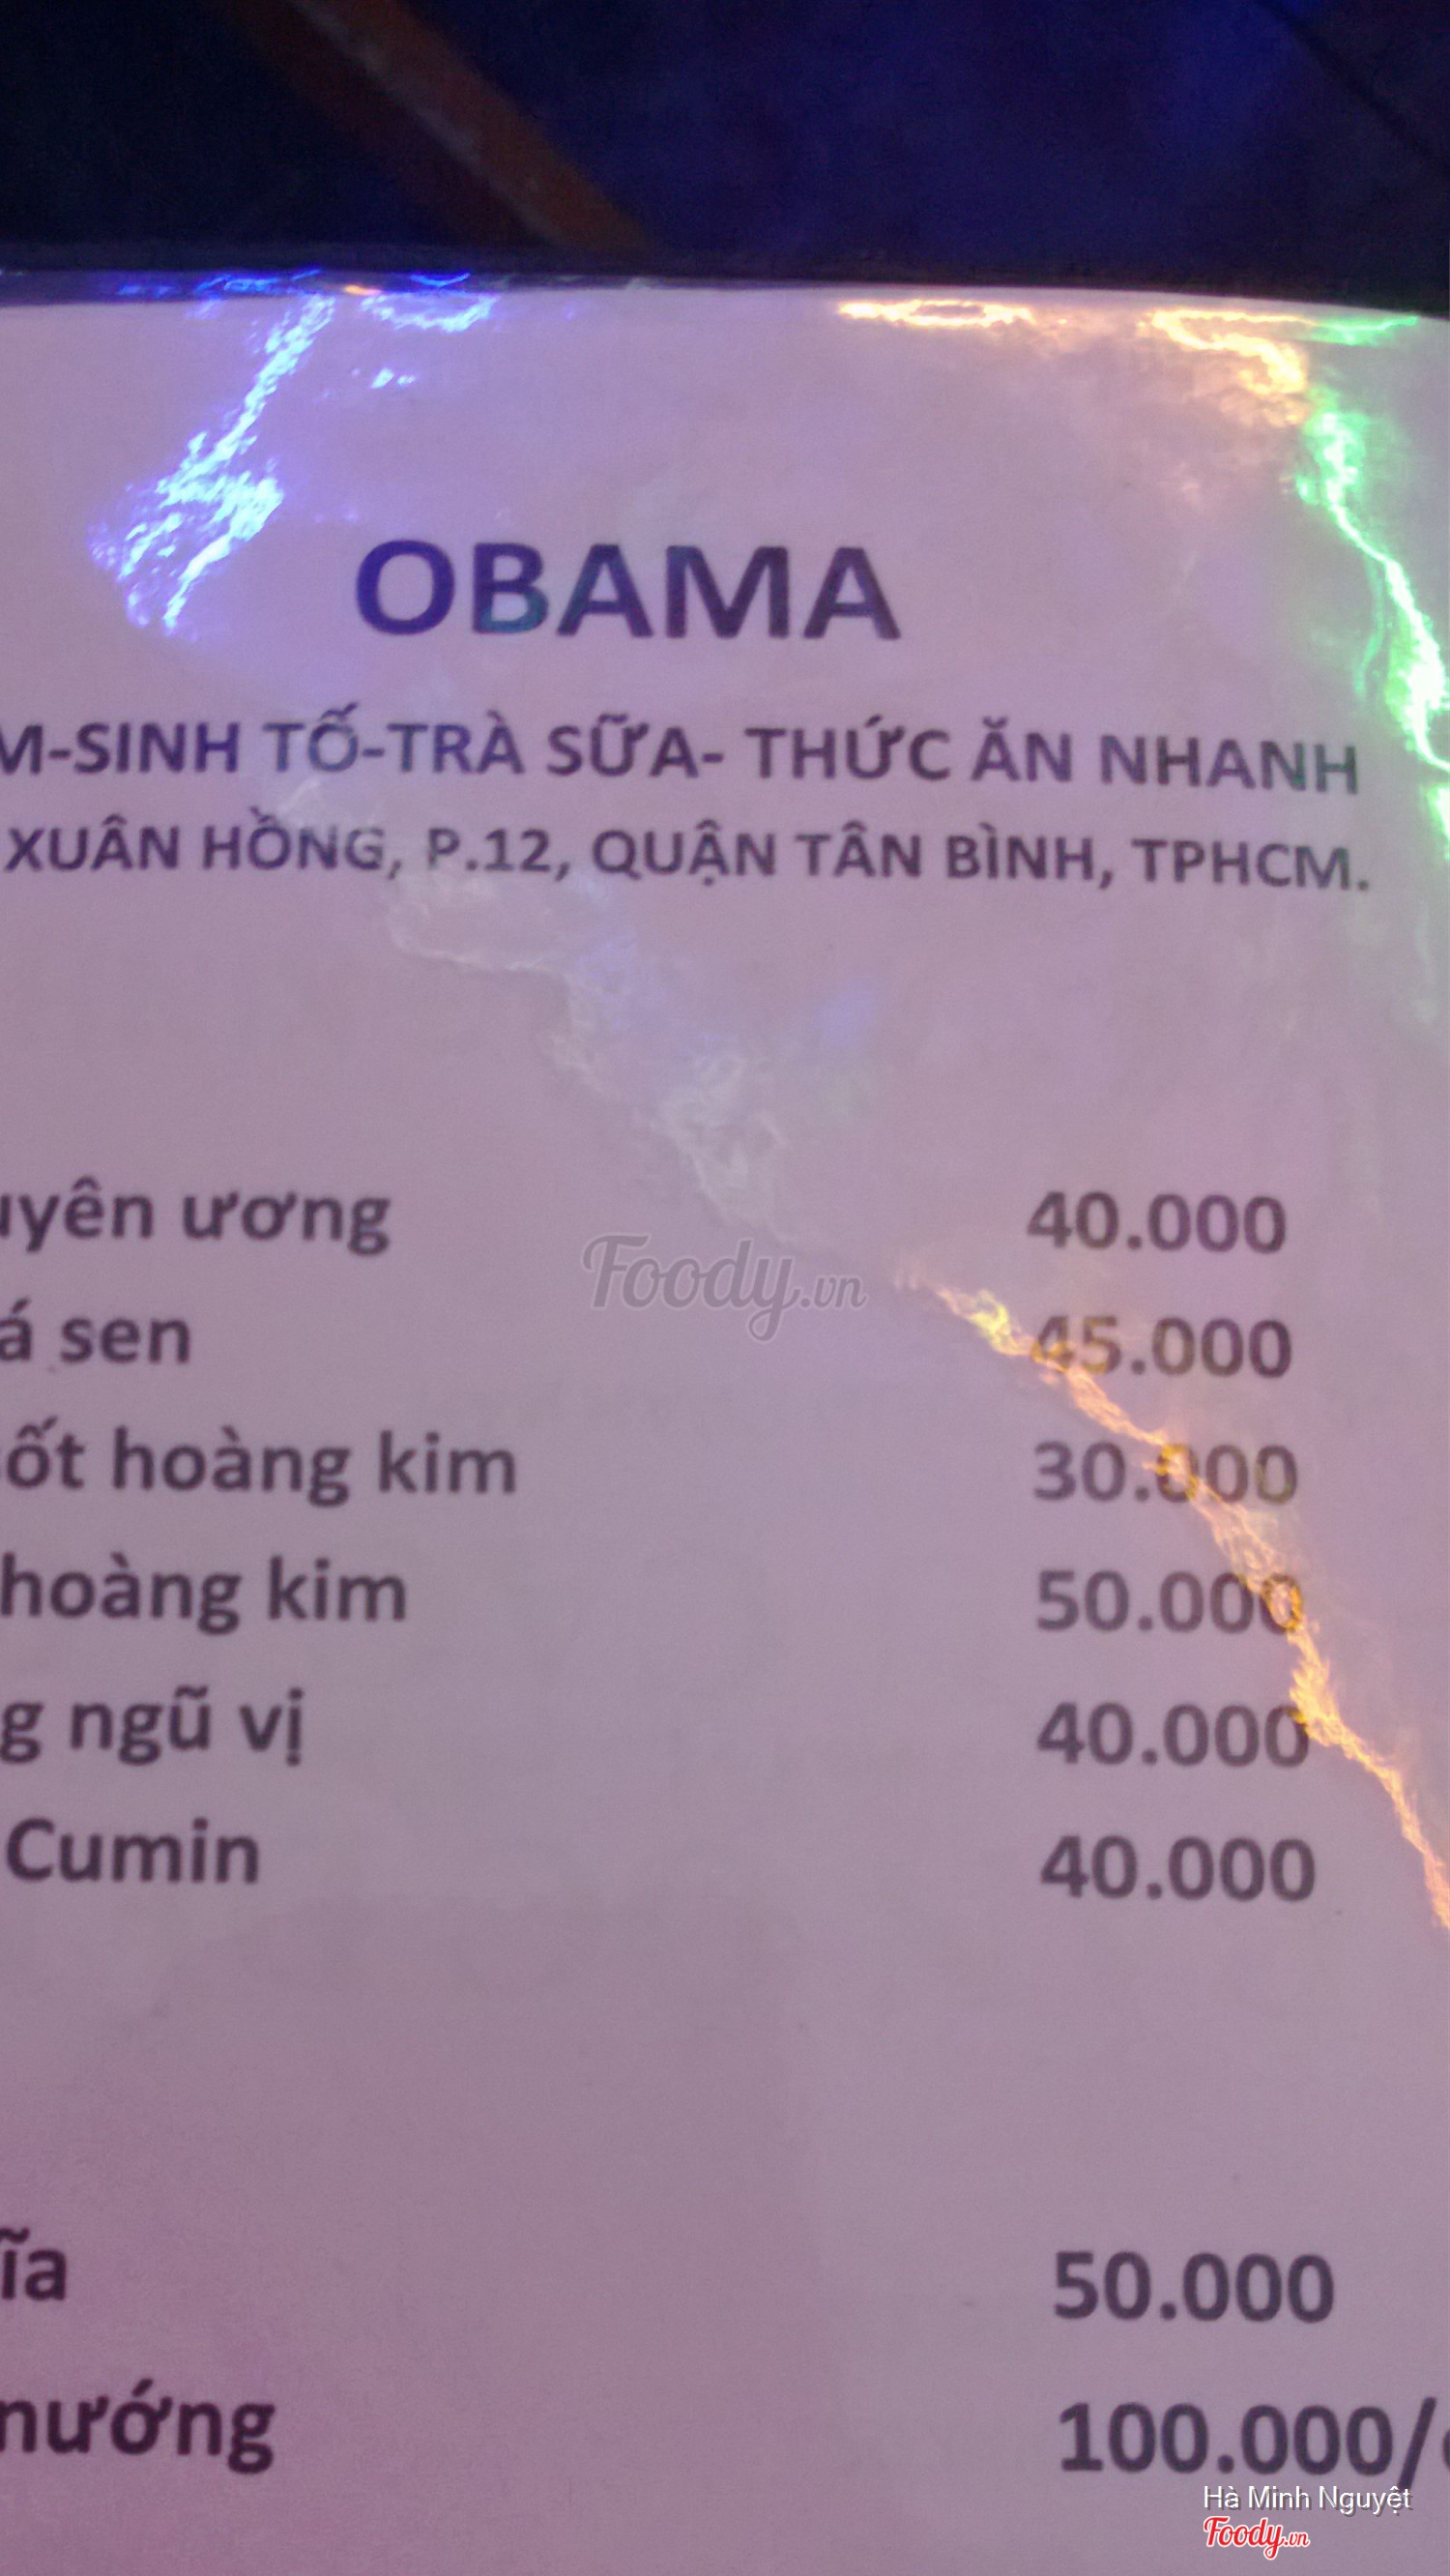 OBAMA
M-SINH TỐ-TRÀ SỮA- THỨC ĂN NHANH
XUÂN HỒNG, P.12, QUẬN TÂN BÌNH, TPHCM.
uyên ương 40.000
á sen 45.000
sốt hoàng kim 30.000
hoàng kim 50.000
g ngũ vị 40.000
Cumin 40.000
ĩa 50.000
nướng 100.000/
Foody.vn
Hà Minh Nguyệt
Foody.vn